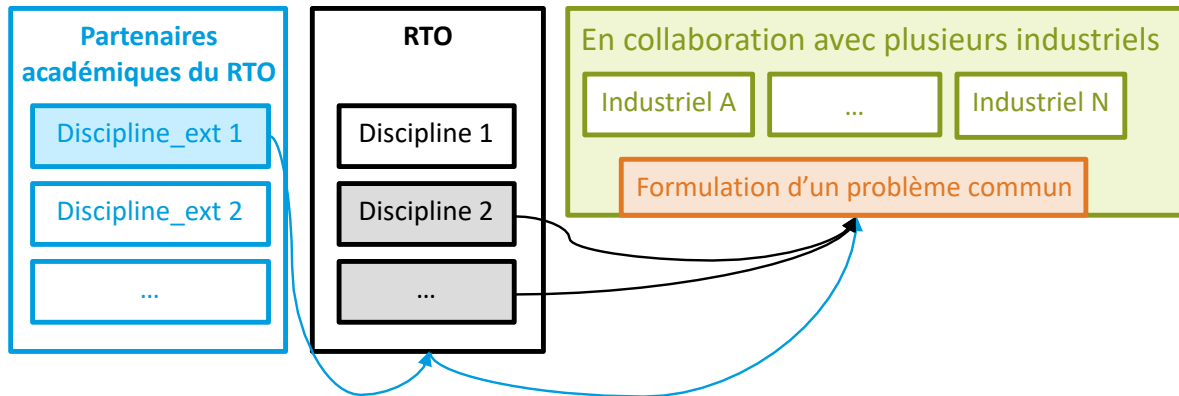 Partenaires
académiques du RTO
Discipline_ext 1
Discipline_ext 2
...
RTO
Discipline 1
Discipline 2
...
En collaboration avec plusieurs industriels
Industriel A
...
Industriel N
Formulation d’un problème commun